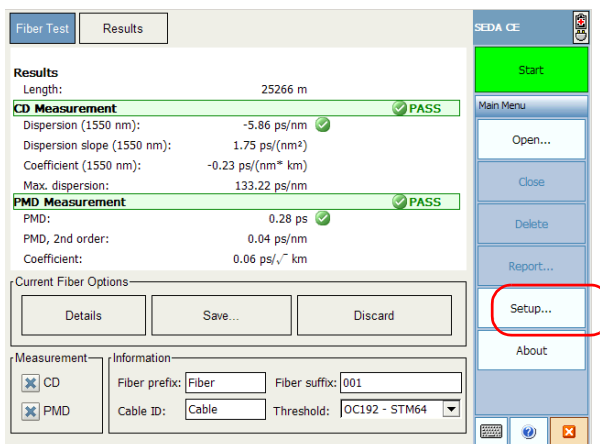 Fiber Test Results SEDA CE
Start
Results
Length: 25266 m
Main Menu
CD Measurement PASS
Dispersion (1550 nm): -5.86 ps/nm
Open...
Dispersion slope (1550 nm): 1.75 ps/(nm²)
Coefficient (1550 nm): -0.23 ps/(nm* km)
Close
Max. dispersion: 133.22 ps/nm
PMD Measurement PASS
PMD: 0.28 ps
Delete
PMD, 2nd order: 0.04 ps/nm
Coefficient: 0.06 ps/√ km
Report...
Current Fiber Options
Details Save... Discard
Setup...
Measurement Information
About
CD Fiber prefix: Fiber Fiber suffix: 001
PMD Cable ID: Cable Threshold: OC192 - STM64